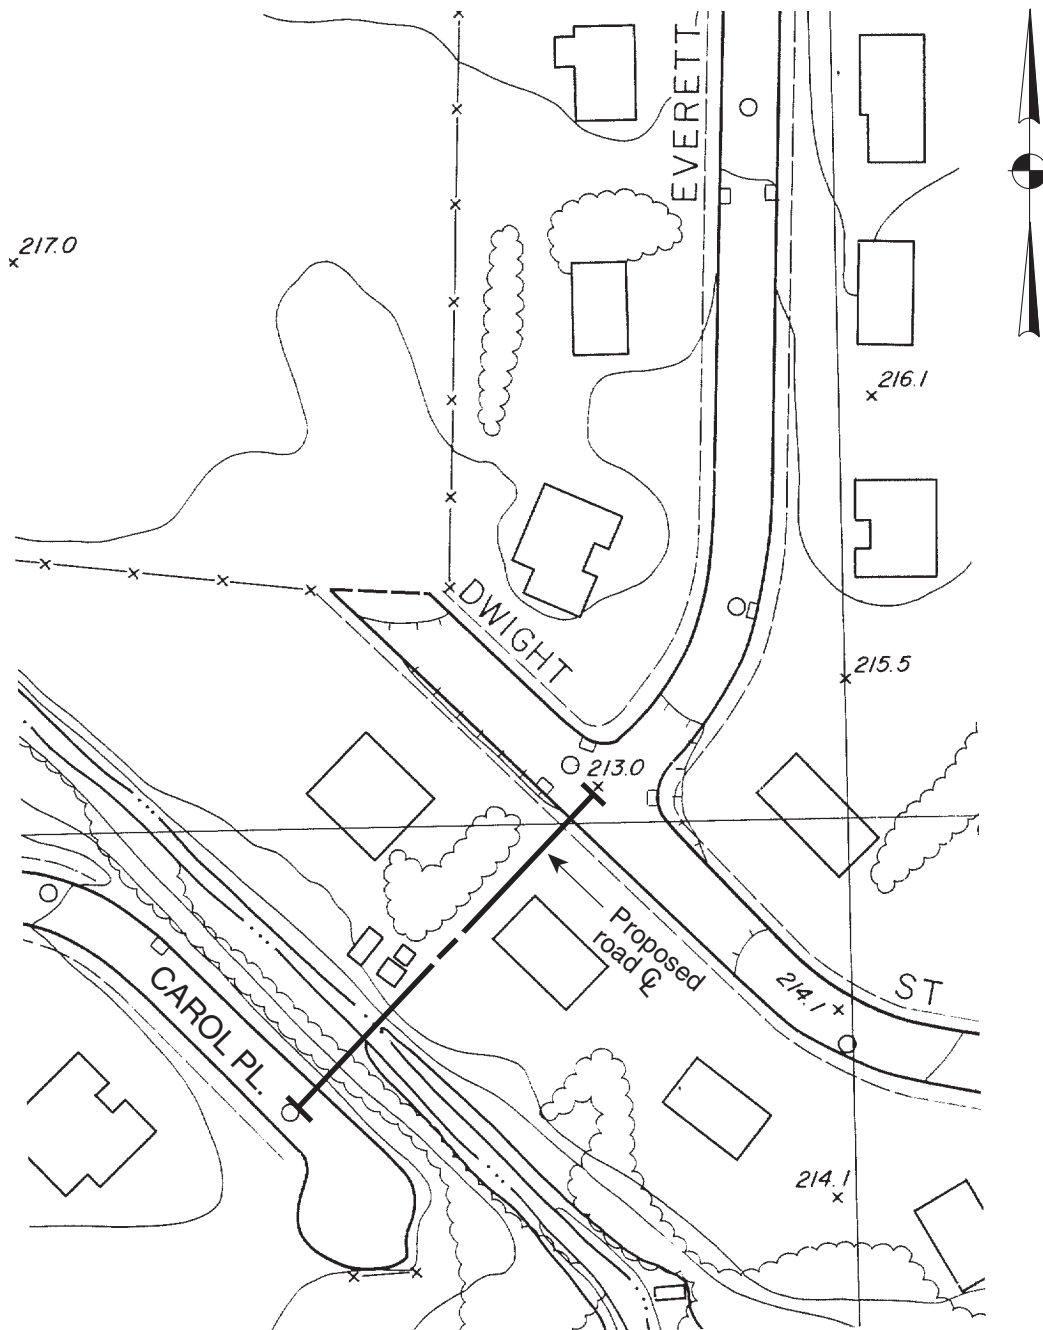 EVERETT
217.0
216.1
DWIGHT
215.5
213.0
Proposed
road ℄
214.1
ST
CAROL PL.
214.1